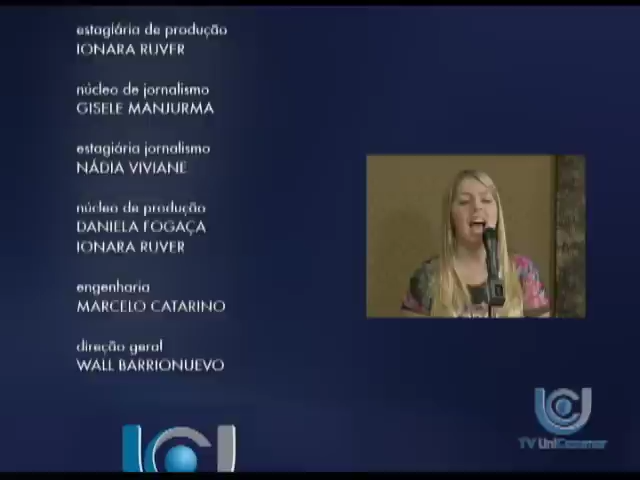 estagiária de produção
IONARA RUVER
núcleo de jornalismo
GISELE MANJURMA
estagiária jornalismo
NÁDIA VIVIANE
núcleo de produção
DANIELA FOGAÇA
IONARA RUVER
engenharia
MARCELO CATARINO
direção geral
WALL BARRIONUEVO
TV UniCesumar